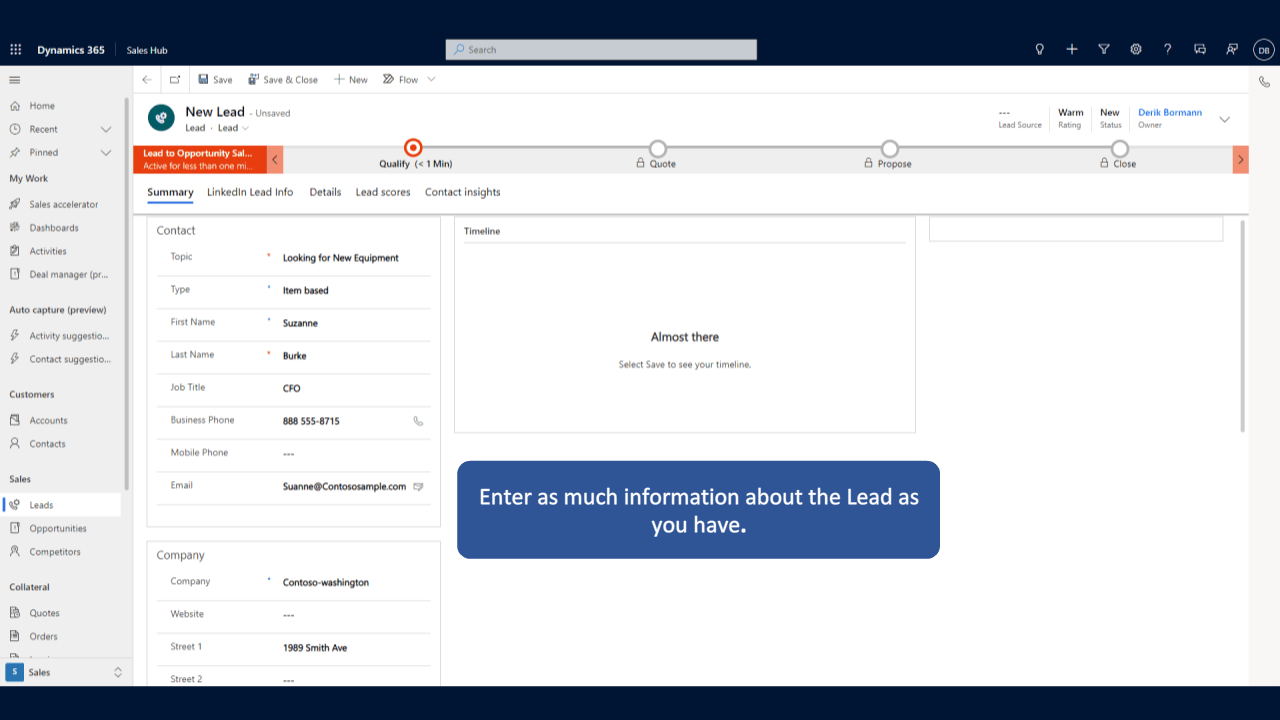 Dynamics 365 Sales Hub Search DB
Save Save & Close New Flow
New Lead - Unsaved
Lead · Lead
--- Warm New Derik Bormann
Lead Source Rating Status Owner
Lead to Opportunity Sal...
Active for less than one mi...
Qualify (< 1 Min) Quote Propose Close
Summary LinkedIn Lead Info Details Lead scores Contact insights
Home
Recent
Pinned
My Work
Sales accelerator
Dashboards
Activities
Deal manager (pr...
Auto capture (preview)
Activity suggestio...
Contact suggestio...
Customers
Accounts
Contacts
Sales
Leads
Opportunities
Competitors
Collateral
Quotes
Orders
S Sales
Contact
Topic * Looking for New Equipment
Type * Item based
First Name * Suzanne
Last Name * Burke
Job Title CFO
Business Phone 888 555-8715
Mobile Phone ---
Email Suanne@Contososample.com
Company
Company * Contoso-washington
Website ---
Street 1 1989 Smith Ave
Street 2 ---
Timeline
Almost there
Select Save to see your timeline.
Enter as much information about the Lead as
you have.